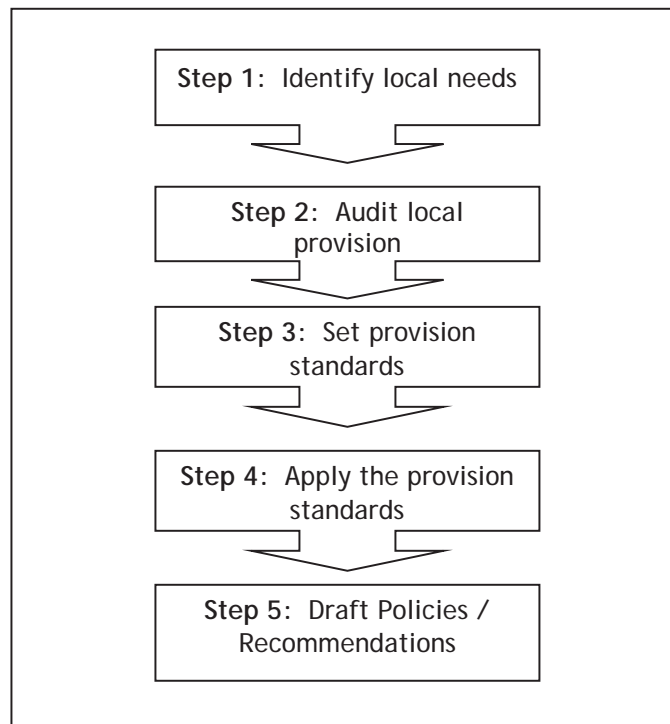 Step 1: Identify local needs
Step 2: Audit local
provision
Step 3: Set provision
standards
Step 4: Apply the provision
standards
Step 5: Draft Policies /
Recommendations